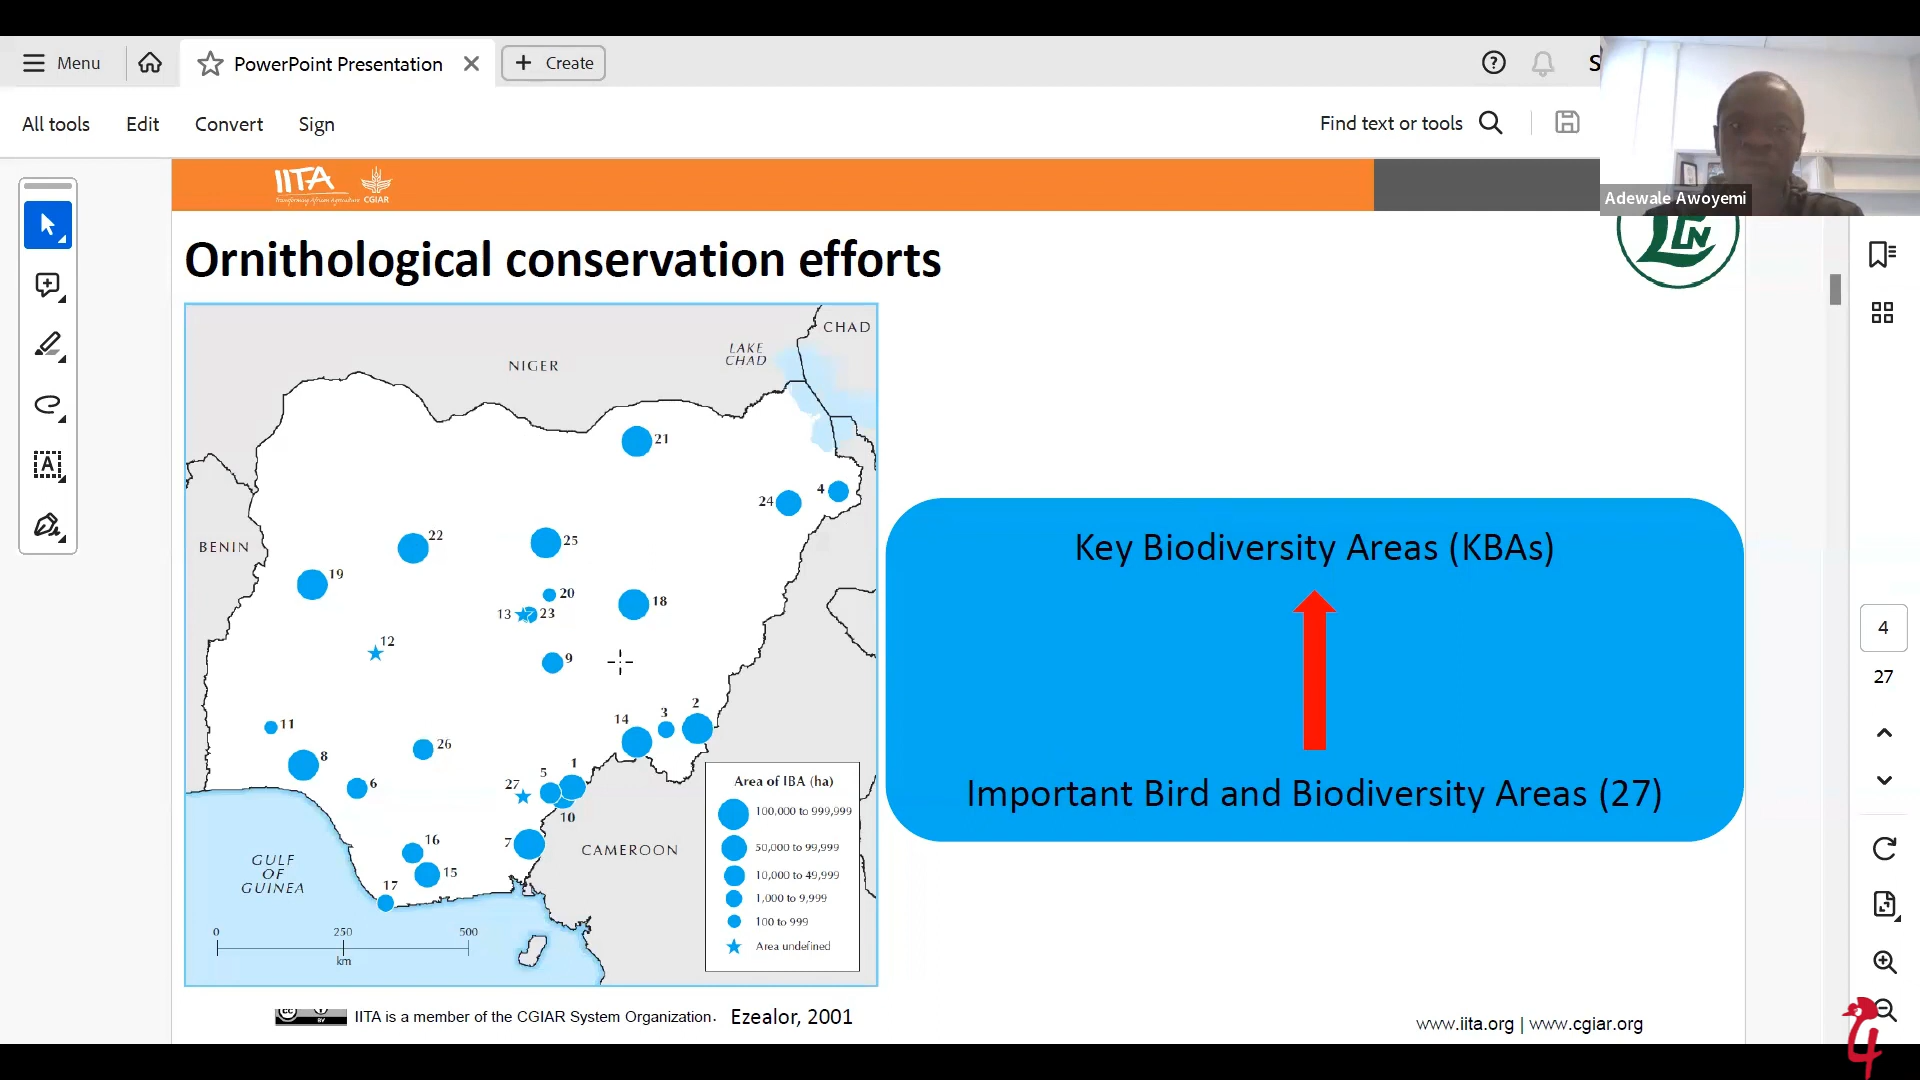 Menu
PowerPoint Presentation
Create
All tools
Edit
Convert
Sign
Find text or tools
Adewale Awoyemi
IITA
Transforming African Agriculture
CGIAR
Ornithological conservation efforts
CHAD
LAKE
CHAD
NIGER
BENIN
21
24
4
22
25
19
20
13
23
18
12
9
2
3
14
11
26
8
1
5
6
27
10
7
16
15
17
CAMEROON
GULF
OF
GUINEA
0 250 500
km
Area of IBA (ha)
100,000 to 999,999
50,000 to 99,999
10,000 to 49,999
1,000 to 9,999
100 to 999
Area undefined
Key Biodiversity Areas (KBAs)
Important Bird and Biodiversity Areas (27)
4
27
IITA is a member of the CGIAR System Organization.
Ezealor, 2001
www.iita.org | www.cgiar.org